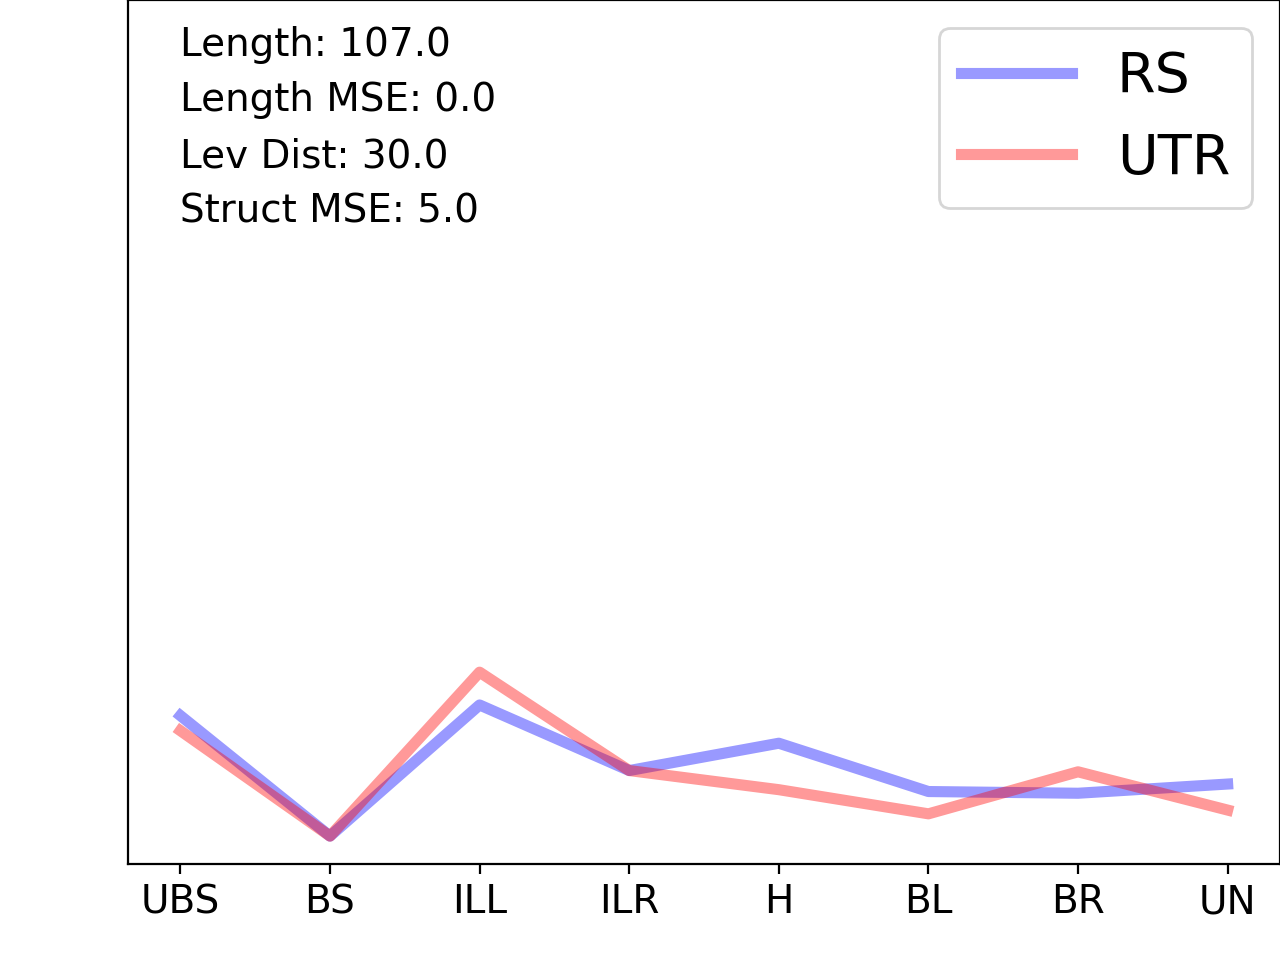 Length: 107.0
Length MSE: 0.0
Lev Dist: 30.0
Struct MSE: 5.0
RS
UTR
UBS BS ILL ILR H BL BR UN